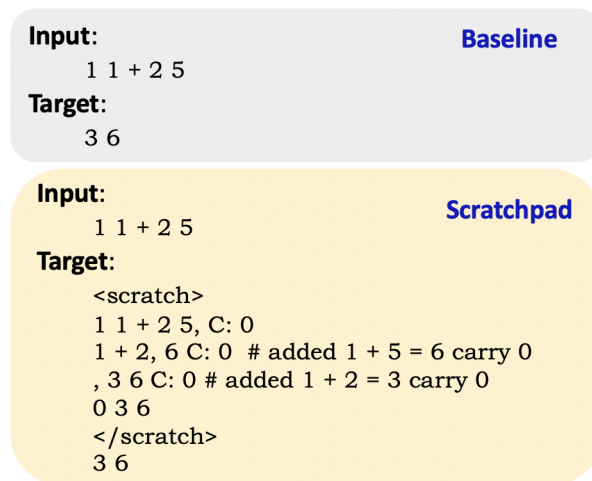 Input:
Baseline
1 1 + 2 5
Target:
3 6
Input:
Scratchpad
1 1 + 2 5
Target:
<scratch>
1 1 + 2 5, C: 0
1 + 2, 6 C: 0  # added 1 + 5 = 6 carry 0
, 3 6 C: 0 # added 1 + 2 = 3 carry 0
0 3 6
</scratch>
3 6